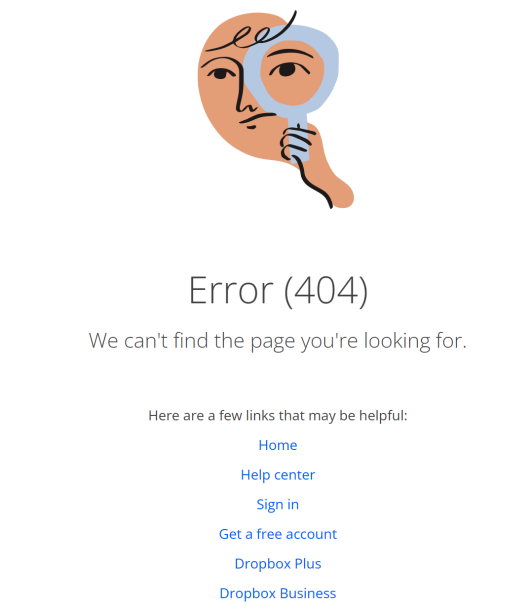 Error (404)
We can't find the page you're looking for.
Here are a few links that may be helpful:
Home
Help center
Sign in
Get a free account
Dropbox Plus
Dropbox Business